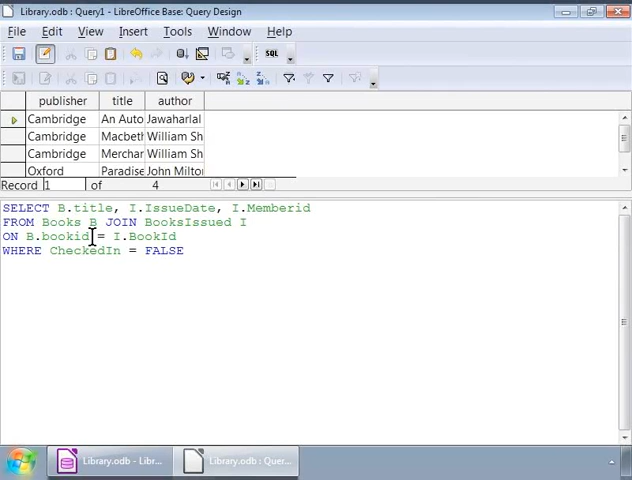 Library.odb : Query1 - LibreOffice Base: Query Design
File Edit View Insert Tools Window Help
SQL
publisher title author
Cambridge An Auto Jawaharlal
Cambridge Macbeth William Sh
Cambridge Merchar William Sh
Oxford Paradise John Milto
Record 1 of 4
SELECT B.title, I.IssueDate, I.Memberid
FROM Books B JOIN BooksIssued I
ON B.bookid = I.BookId
WHERE CheckedIn = FALSE
Library.odb - Libr... Library.odb : Quer...